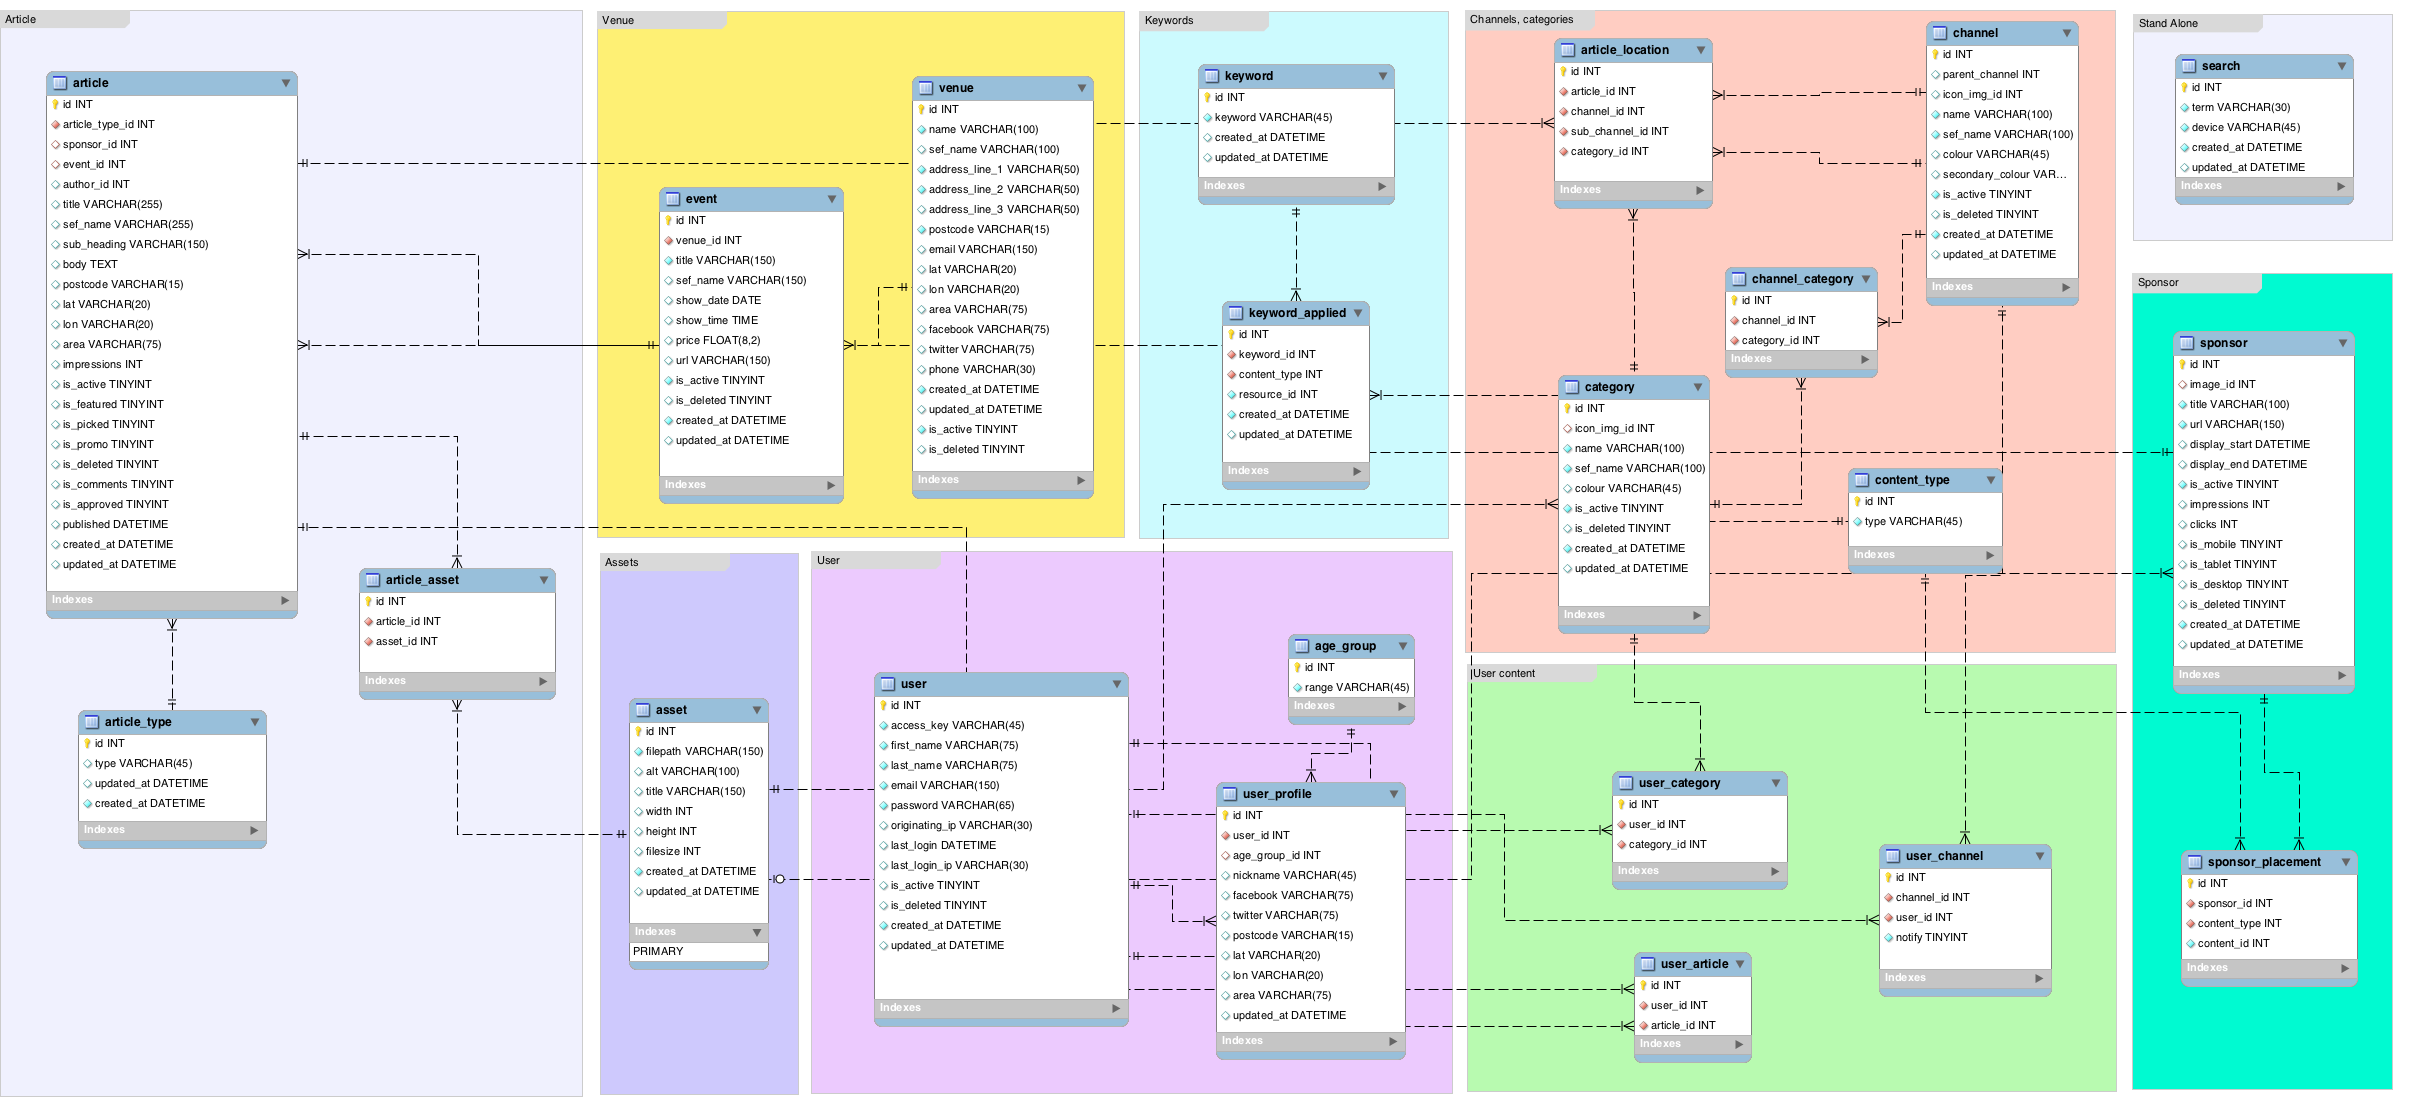 Article
article
id INT
article_type_id INT
sponsor_id INT
event_id INT
author_id INT
title VARCHAR(255)
sef_name VARCHAR(255)
sub_heading VARCHAR(150)
body TEXT
postcode VARCHAR(15)
lat VARCHAR(20)
lon VARCHAR(20)
area VARCHAR(75)
impressions INT
is_active TINYINT
is_featured TINYINT
is_picked TINYINT
is_promo TINYINT
is_deleted TINYINT
is_comments TINYINT
is_approved TINYINT
published DATETIME
created_at DATETIME
updated_at DATETIME
Indexes
article_asset
id INT
article_id INT
asset_id INT
Indexes
article_type
id INT
type VARCHAR(45)
updated_at DATETIME
created_at DATETIME
Indexes
Venue
event
id INT
venue_id INT
title VARCHAR(150)
sef_name VARCHAR(150)
show_date DATE
show_time TIME
price FLOAT(8,2)
url VARCHAR(150)
is_active TINYINT
is_deleted TINYINT
created_at DATETIME
updated_at DATETIME
Indexes
venue
id INT
name VARCHAR(100)
sef_name VARCHAR(100)
address_line_1 VARCHAR(50)
address_line_2 VARCHAR(50)
address_line_3 VARCHAR(50)
postcode VARCHAR(15)
email VARCHAR(150)
lat VARCHAR(20)
lon VARCHAR(20)
area VARCHAR(75)
facebook VARCHAR(75)
twitter VARCHAR(75)
phone VARCHAR(30)
created_at DATETIME
updated_at DATETIME
is_active TINYINT
is_deleted TINYINT
Indexes
Keywords
keyword
id INT
keyword VARCHAR(45)
created_at DATETIME
updated_at DATETIME
Indexes
keyword_applied
id INT
keyword_id INT
content_type INT
resource_id INT
created_at DATETIME
updated_at DATETIME
Indexes
Channels, categories
article_location
id INT
article_id INT
channel_id INT
sub_channel_id INT
category_id INT
Indexes
channel
id INT
parent_channel INT
icon_img_id INT
name VARCHAR(100)
sef_name VARCHAR(100)
colour VARCHAR(45)
secondary_colour VAR...
is_active TINYINT
is_deleted TINYINT
created_at DATETIME
updated_at DATETIME
Indexes
channel_category
id INT
channel_id INT
category_id INT
Indexes
category
id INT
icon_img_id INT
name VARCHAR(100)
sef_name VARCHAR(100)
colour VARCHAR(45)
is_active TINYINT
is_deleted TINYINT
created_at DATETIME
updated_at DATETIME
Indexes
content_type
id INT
type VARCHAR(45)
Indexes
Stand Alone
search
id INT
term VARCHAR(30)
device VARCHAR(45)
created_at DATETIME
updated_at DATETIME
Indexes
Sponsor
sponsor
id INT
image_id INT
title VARCHAR(100)
url VARCHAR(150)
display_start DATETIME
display_end DATETIME
is_active TINYINT
impressions INT
clicks INT
is_mobile TINYINT
is_tablet TINYINT
is_desktop TINYINT
is_deleted TINYINT
created_at DATETIME
updated_at DATETIME
Indexes
sponsor_placement
id INT
sponsor_id INT
content_type INT
content_id INT
Indexes
Assets
asset
id INT
filepath VARCHAR(150)
alt VARCHAR(100)
title VARCHAR(150)
width INT
height INT
filesize INT
created_at DATETIME
updated_at DATETIME
Indexes
PRIMARY
User
user
id INT
access_key VARCHAR(45)
first_name VARCHAR(75)
last_name VARCHAR(75)
email VARCHAR(150)
password VARCHAR(65)
originating_ip VARCHAR(30)
last_login DATETIME
last_login_ip VARCHAR(30)
is_active TINYINT
is_deleted TINYINT
created_at DATETIME
updated_at DATETIME
Indexes
age_group
id INT
range VARCHAR(45)
Indexes
user_profile
id INT
user_id INT
age_group_id INT
nickname VARCHAR(45)
facebook VARCHAR(75)
twitter VARCHAR(75)
postcode VARCHAR(15)
lat VARCHAR(20)
lon VARCHAR(20)
area VARCHAR(75)
updated_at DATETIME
Indexes
User content
user_category
id INT
user_id INT
category_id INT
Indexes
user_channel
id INT
channel_id INT
user_id INT
notify TINYINT
Indexes
user_article
id INT
user_id INT
article_id INT
Indexes